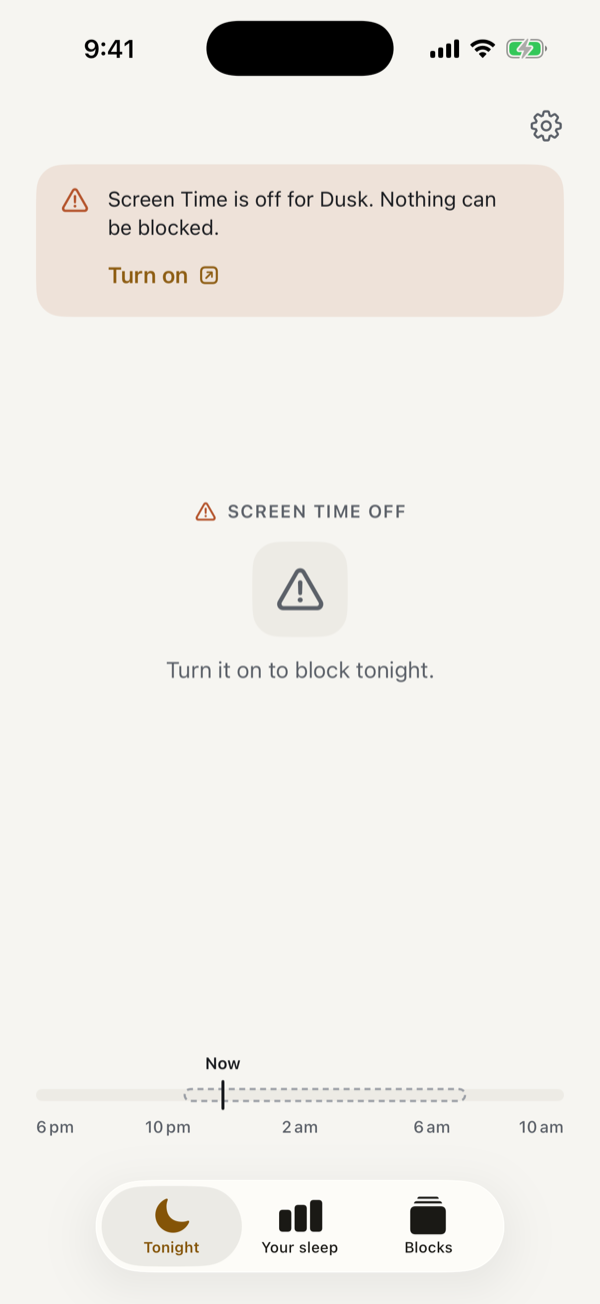 9:41
Screen Time is off for Dusk. Nothing can
be blocked.
Turn on
SCREEN TIME OFF
Turn it on to block tonight.
Now
6 pm 10 pm 2 am 6 am 10 am
Tonight Your sleep Blocks